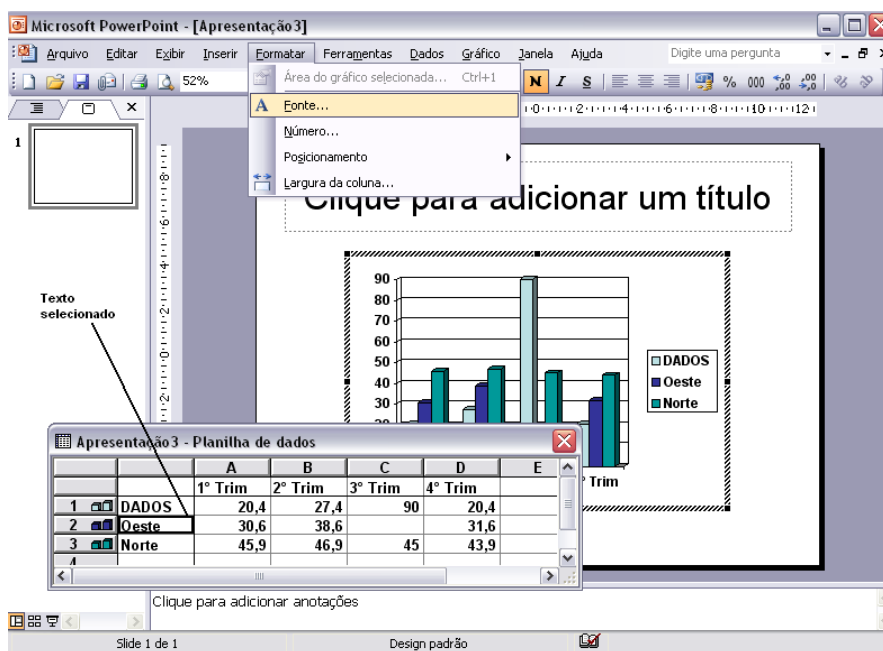 Microsoft PowerPoint - [Apresentação3]
Arquivo Editar Exibir Inserir Formatar Ferramentas Dados Gráfico Janela Ajuda Digite uma pergunta
52% N I S % 000
Área do gráfico selecionada... Ctrl+1
Fonte...
Número...
Posicionamento
Largura da coluna...
1
Clique para adicionar um título
Texto
selecionado
90
80
70
60
50
40
30
20
DADOS
Oeste
Norte
Trim
Apresentação3 - Planilha de dados
A B C D E
1° Trim 2° Trim 3° Trim 4° Trim
1 DADOS 20,4 27,4 90 20,4
2 Oeste 30,6 38,6 31,6
3 Norte 45,9 46,9 45 43,9
4
Clique para adicionar anotações
Slide 1 de 1 Design padrão